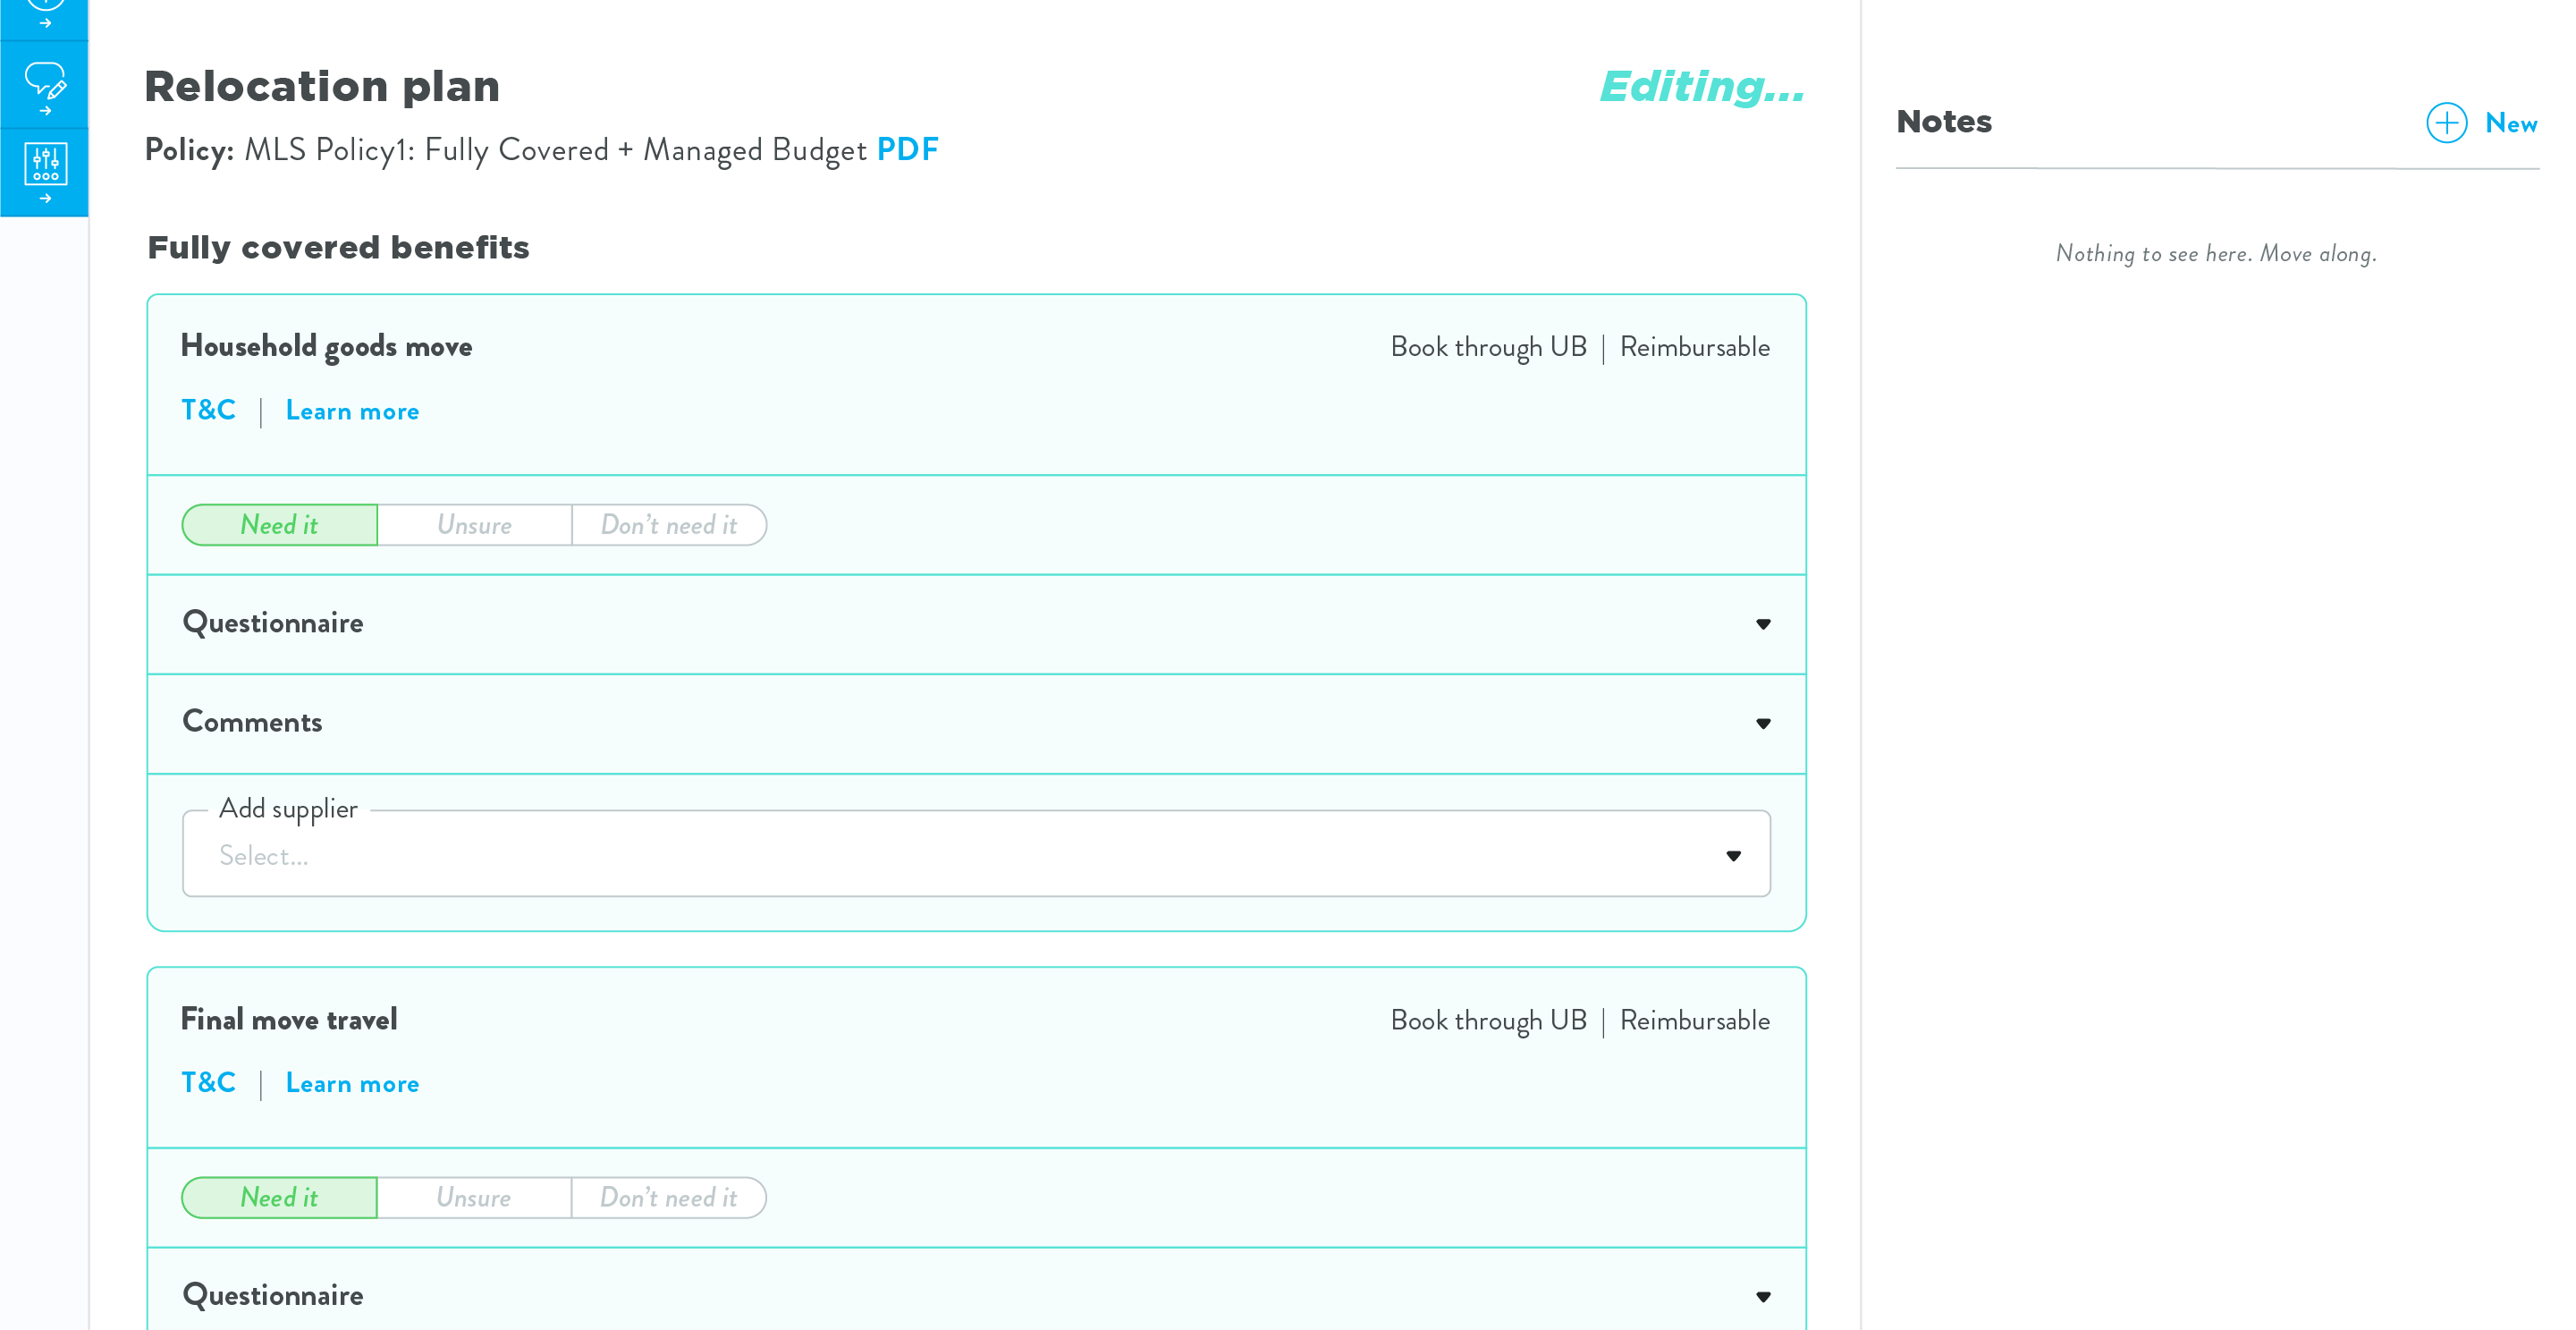 Relocation plan
Editing...
Policy: MLS Policy1: Fully Covered + Managed Budget PDF
Notes
New
Nothing to see here. Move along.
Fully covered benefits
Household goods move
Book through UB | Reimbursable
T&C | Learn more
Need it
Unsure
Don’t need it
Questionnaire
Comments
Add supplier
Select...
Final move travel
Book through UB | Reimbursable
T&C | Learn more
Need it
Unsure
Don’t need it
Questionnaire